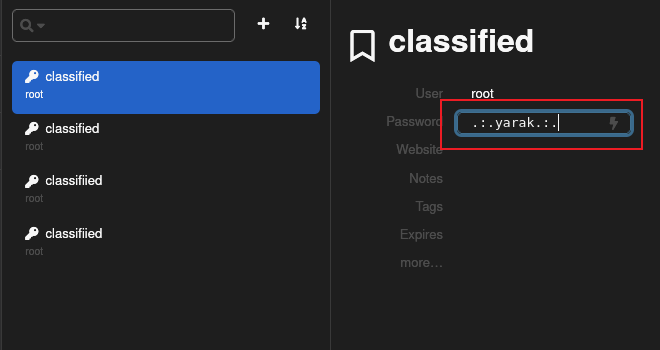 classified
root
classified
root
classifiied
root
classifiied
root
classified
User root
Password .:.yarak.:.
Website
Notes
Tags
Expires
more…